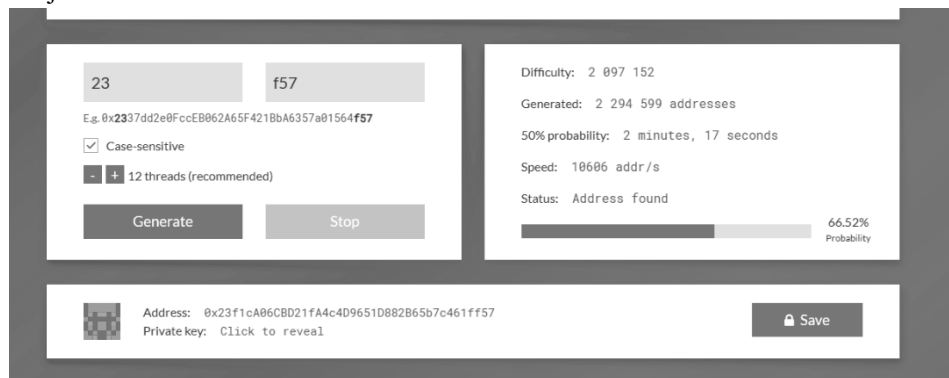 23
f57
E.g. 0x2337dd2e0FccEB062A65F421BbA6357a01564f57
Case-sensitive
- + 12 threads (recommended)
Generate
Stop
Difficulty: 2 097 152
Generated: 2 294 599 addresses
50% probability: 2 minutes, 17 seconds
Speed: 10606 addr/s
Status: Address found
66.52%
Probability
Address: 0x23f1cA06CBD21fA4c4D9651D882B65b7c461ff57
Private key: Click to reveal
Save